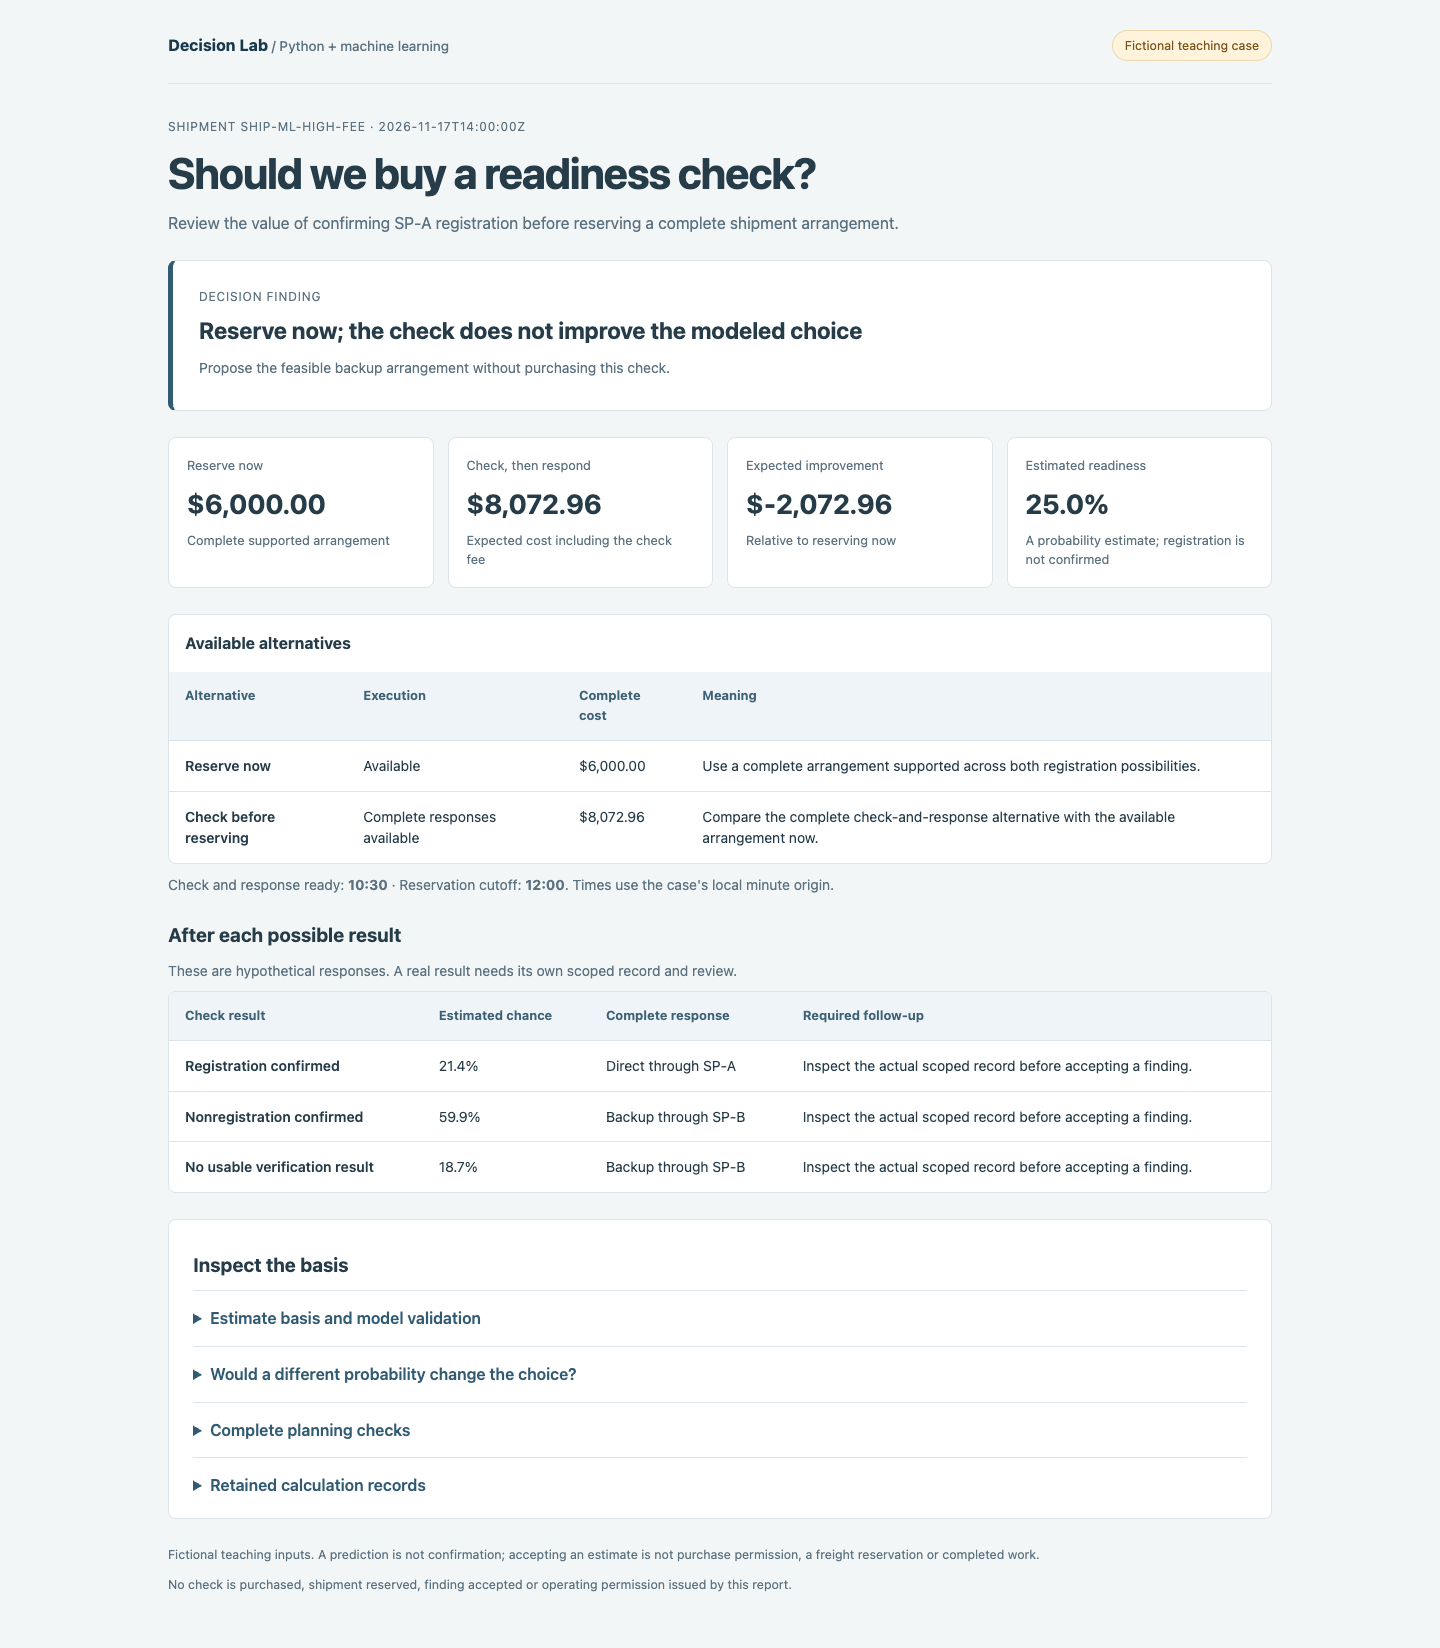 Decision Lab / Python + machine learning
Fictional teaching case
SHIPMENT SHIP-ML-HIGH-FEE · 2026-11-17T14:00:00Z
Should we buy a readiness check?
Review the value of confirming SP-A registration before reserving a complete shipment arrangement.
DECISION FINDING
Reserve now; the check does not improve the modeled choice
Propose the feasible backup arrangement without purchasing this check.
Reserve now
$6,000.00
Complete supported arrangement
Check, then respond
$8,072.96
Expected cost including the check
fee
Expected improvement
$-2,072.96
Relative to reserving now
Estimated readiness
25.0%
A probability estimate; registration is
not confirmed
Available alternatives
Alternative Execution Complete
cost Meaning
Reserve now Available $6,000.00 Use a complete arrangement supported across both registration possibilities.
Check before
reserving Complete responses
available $8,072.96 Compare the complete check-and-response alternative with the available
arrangement now.
Check and response ready: 10:30 · Reservation cutoff: 12:00. Times use the case's local minute origin.
After each possible result
These are hypothetical responses. A real result needs its own scoped record and review.
Check result Estimated chance Complete response Required follow-up
Registration confirmed 21.4% Direct through SP-A Inspect the actual scoped record before accepting a finding.
Nonregistration confirmed 59.9% Backup through SP-B Inspect the actual scoped record before accepting a finding.
No usable verification result 18.7% Backup through SP-B Inspect the actual scoped record before accepting a finding.
Inspect the basis
Estimate basis and model validation
Would a different probability change the choice?
Complete planning checks
Retained calculation records
Fictional teaching inputs. A prediction is not confirmation; accepting an estimate is not purchase permission, a freight reservation or completed work.
No check is purchased, shipment reserved, finding accepted or operating permission issued by this report.